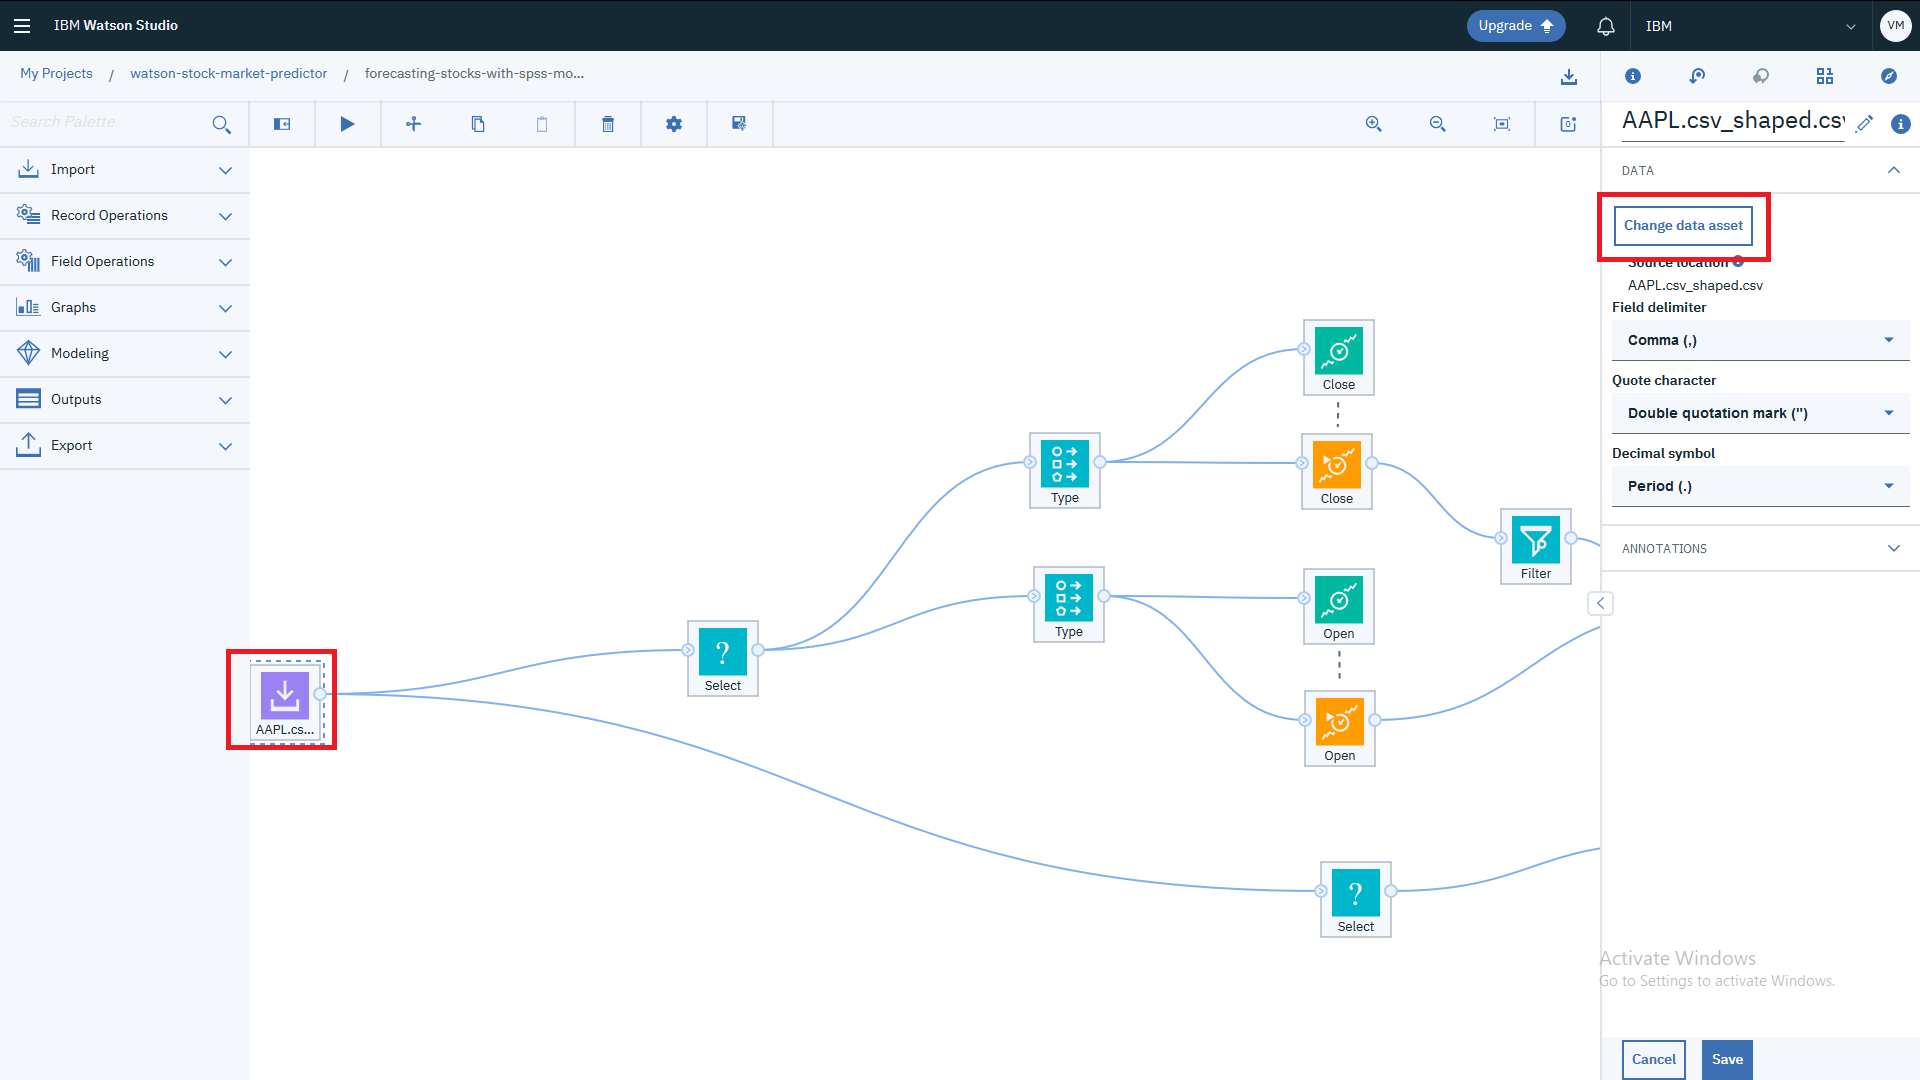 IBM Watson Studio
Upgrade
IBM
VM
My Projects / watson-stock-market-predictor / forecasting-stocks-with-spss-mo...
Search Palette
Import
Record Operations
Field Operations
Graphs
Modeling
Outputs
Export
AAPL.cs...
Select
Type
Type
Close
Close
Open
Open
Filter
Select
AAPL.csv_shaped.csv
DATA
Change data asset
Source location
AAPL.csv_shaped.csv
Field delimiter
Comma (,)
Quote character
Double quotation mark (")
Decimal symbol
Period (.)
ANNOTATIONS
Activate Windows
Go to Settings to activate Windows.
Cancel
Save